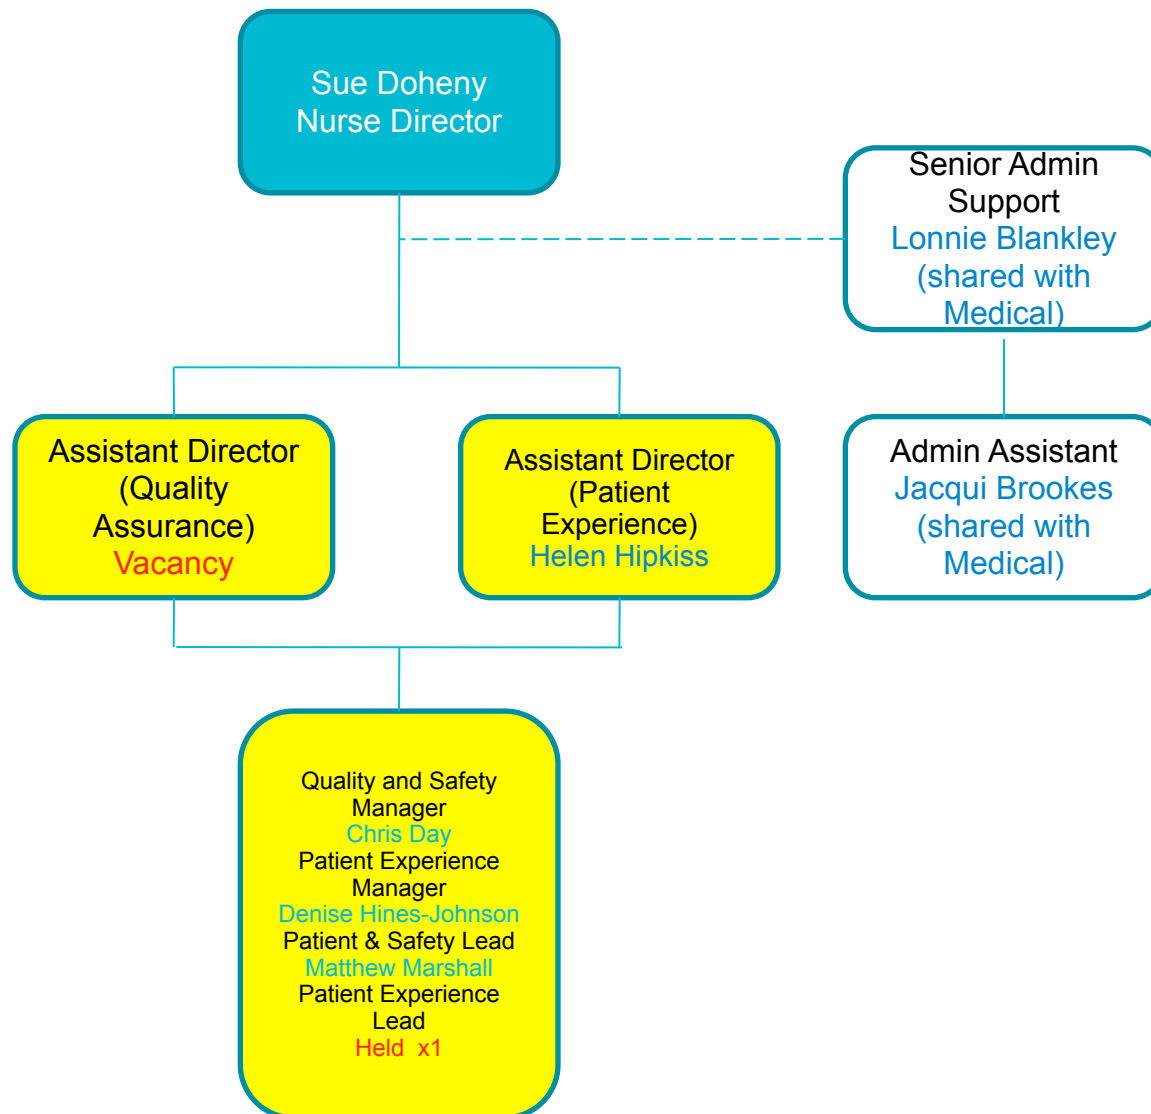 Sue Doheny
Nurse Director
Senior Admin
Support
Lonnie Blankley
(shared with
Medical)
Assistant Director
(Quality
Assurance)
Vacancy
Assistant Director
(Patient
Experience)
Helen Hipkiss
Admin Assistant
Jacqui Brookes
(shared with
Medical)
Quality and Safety
Manager
Chris Day
Patient Experience
Manager
Denise Hines-Johnson
Patient & Safety Lead
Matthew Marshall
Patient Experience
Lead
Held  x1